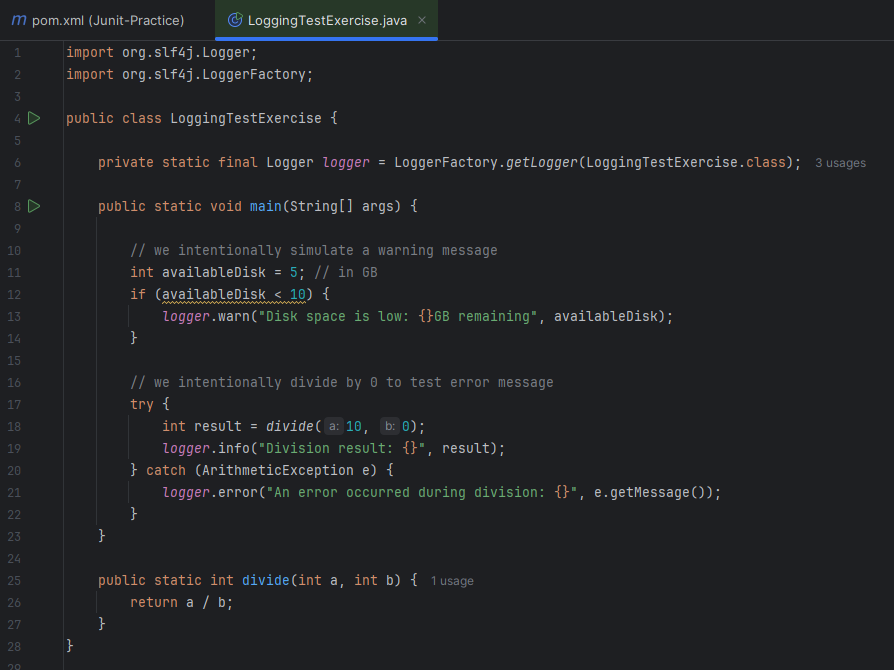 m pom.xml (Junit-Practice) LoggingTestExercise.java ×
1 import org.slf4j.Logger;
2 import org.slf4j.LoggerFactory;
3
4 public class LoggingTestExercise {
5
6 private static final Logger logger = LoggerFactory.getLogger(LoggingTestExercise.class); 3 usages
7
8 public static void main(String[] args) {
9
10 // we intentionally simulate a warning message
11 int availableDisk = 5; // in GB
12 if (availableDisk < 10) {
13 logger.warn("Disk space is low: {}GB remaining", availableDisk);
14 }
15
16 // we intentionally divide by 0 to test error message
17 try {
18 int result = divide( a: 10, b: 0);
19 logger.info("Division result: {}", result);
20 } catch (ArithmeticException e) {
21 logger.error("An error occurred during division: {}", e.getMessage());
22 }
23 }
24
25 public static int divide(int a, int b) { 1 usage
26 return a / b;
27 }
28 }
29